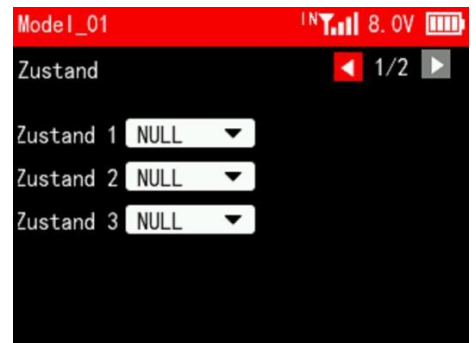 Model_01 IN 8.0V
Zustand 1/2
Zustand 1 NULL
Zustand 2 NULL
Zustand 3 NULL